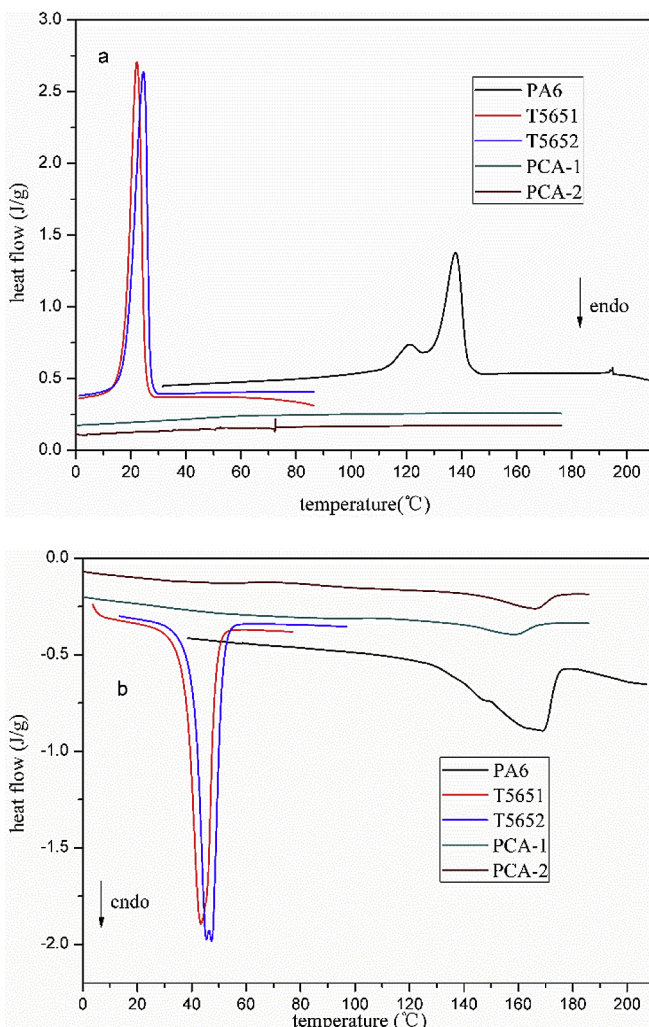 3.0
a
PA6
T5651
2.5
T5652
PCA-1
2.0
PCA-2
heat flow (J/g)
1.5
endo
1.0
0.5
0.0
0 20 40 60 80 100 120 140 160 180 200
temperature(℃)
0.0
-0.5
b
heat flow (J/g)
-1.0
PA6
T5651
T5652
-1.5
PCA-1
PCA-2
endo
-2.0
0 20 40 60 80 100 120 140 160 180 200
temperature (℃)